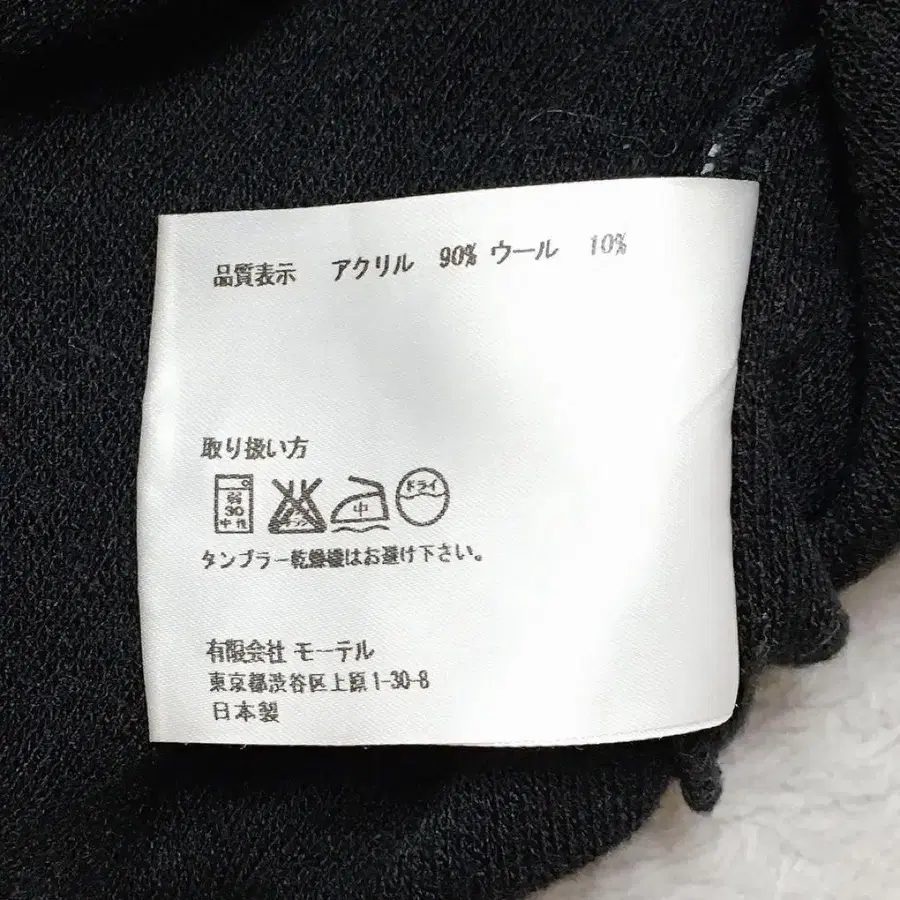 品質表示 アクリル 90% ウール 10%
取り扱い方
弱
30
中性
中
ドライ
タンブラー乾燥機はお避け下さい。
有限会社 モーテル
東京都渋谷区上原1-30-8
日本製